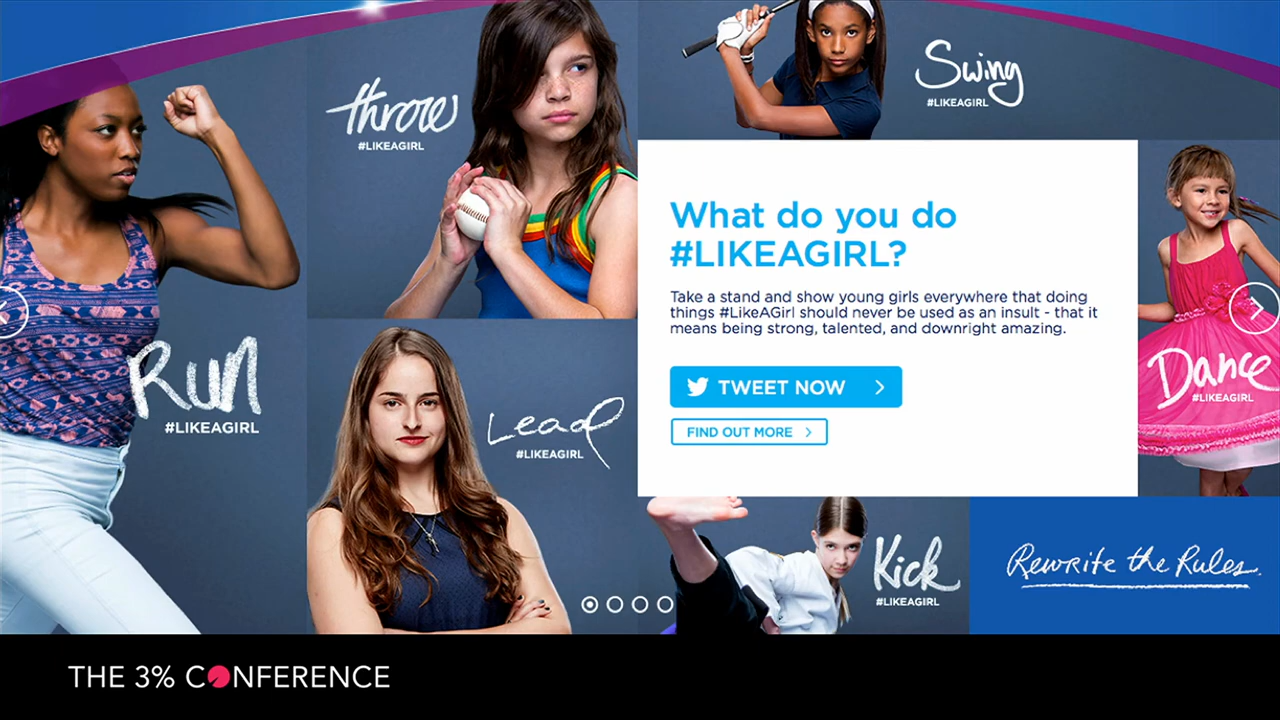 throw
#LIKEAGIRL
Swing
#LIKEAGIRL
Run
#LIKEAGIRL
Lead
#LIKEAGIRL
What do you do
#LIKEAGIRL?
Take a stand and show young girls everywhere that doing
things #LikeAGirl should never be used as an insult - that it
means being strong, talented, and downright amazing.
TWEET NOW
FIND OUT MORE
Dance
#LIKEAGIRL
Kick
#LIKEAGIRL
Rewrite the Rules.
THE 3% CONFERENCE